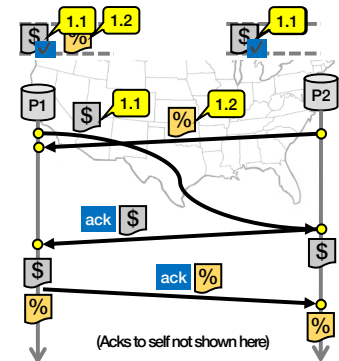 1.1 1.2 1.1
$ % $
P1 P2
$ 1.1 % 1.2
ack $
$ $
ack %
% %
(Acks to self not shown here)